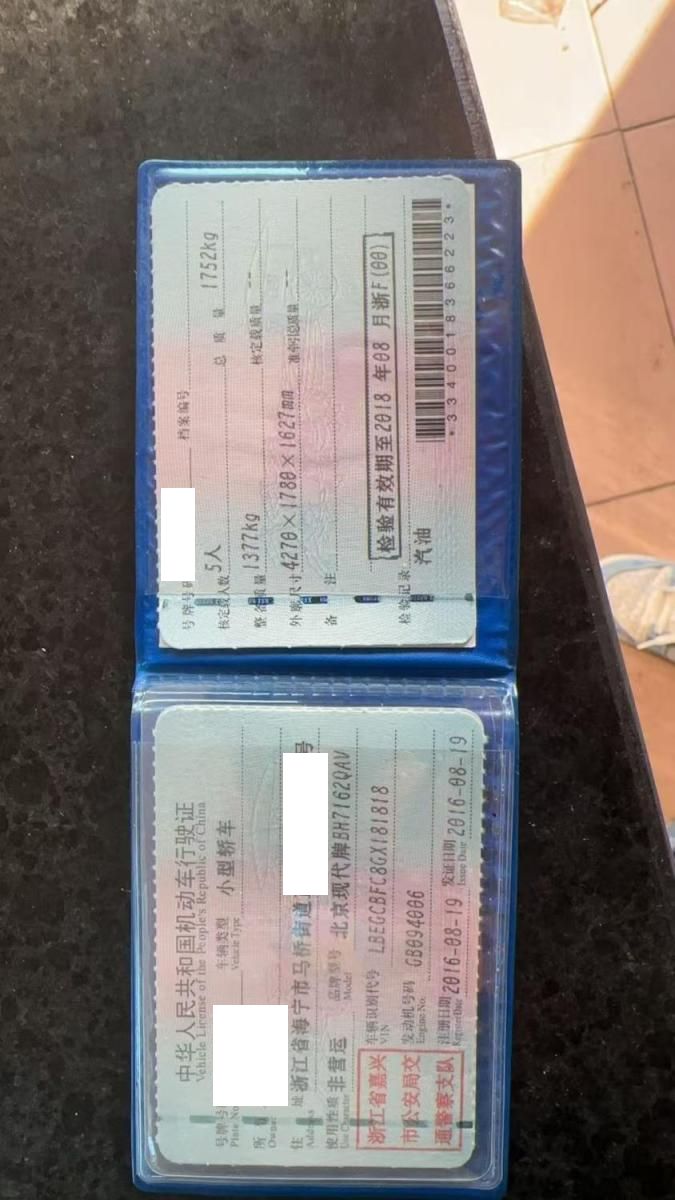 中华人民共和国机动车行驶证
Vehicle License of the People's Republic of China
号牌号
Plate No.
车辆类型 小型轿车
Vehicle Type
所
Owner
住 址 浙江省海宁市马桥街道 号
Address
使用性质 非营运
Use Character
品牌型号 北京现代牌BH7162QAV
Model
浙江省嘉兴
市公安局交
通警察支队
车辆识别代号 LBEGCBFC8GX181818
VIN
发动机号码 GB094006
Engine No.
注册日期 2016-08-19
Register Date
发证日期 2016-08-19
Issue Date
号牌号码
档案编号
核定载人数 5人
总质量 1752kg
整备质量 1377kg
核定载质量 --
外廓尺寸 4270×1780×1627mm
准牵引总质量 --
备 注
检验有效期至2018 年08 月浙F(00)
检验记录
汽油
*3340018366223*